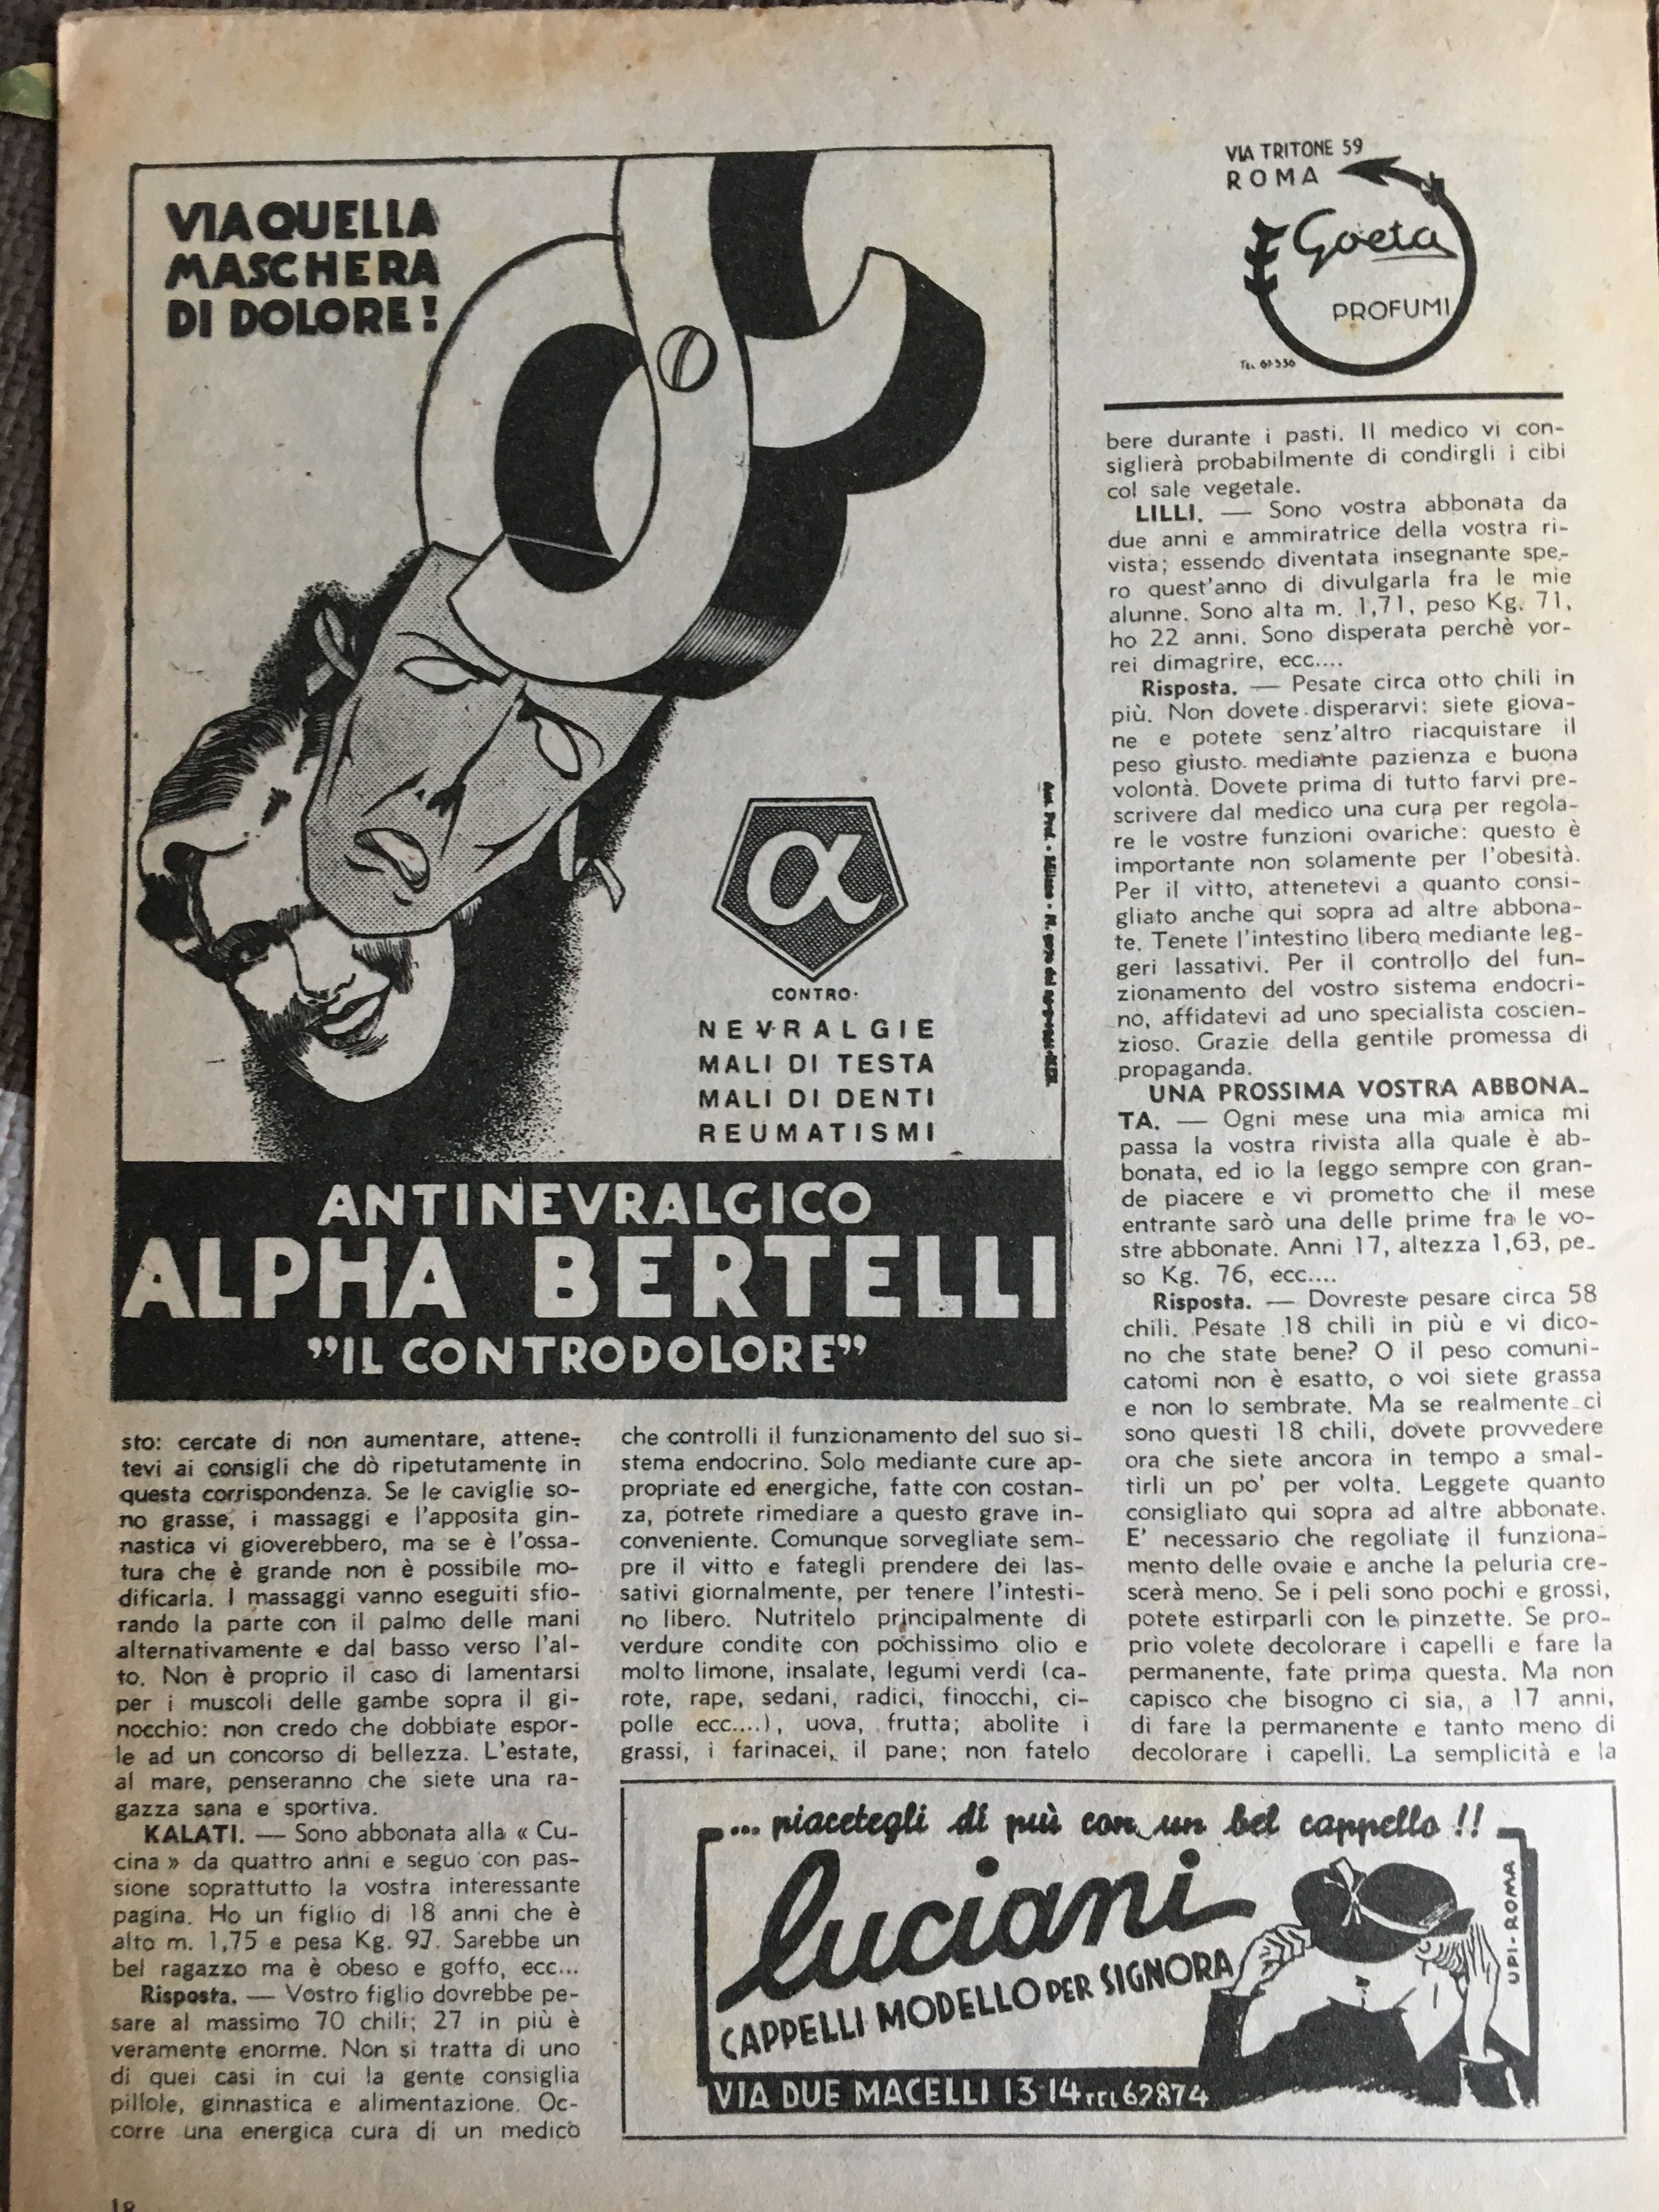 VIA QUELLA
MASCHERA
DI DOLORE!
α
CONTRO·
NEVRALGIE
MALI DI TESTA
MALI DI DENTI
REUMATISMI
Aut. Pref. - Milano - N.
ANTINEVRALGICO
ALPHA BERTELLI
”IL CONTRODOLORE”
sto: cercate di non aumentare, attene-
tevi ai consigli che dò ripetutamente in
questa corrispondenza. Se le caviglie so-
no grasse, i massaggi e l'apposita gin-
nastica vi gioverebbero, ma se è l'ossa-
tura che è grande non è possibile mo-
dificarla. I massaggi vanno eseguiti sfio-
rando la parte con il palmo delle mani
alternativamente e dal basso verso l'al-
to. Non è proprio il caso di lamentarsi
per i muscoli delle gambe sopra il gi-
nocchio: non credo che dobbiate espor-
le ad un concorso di bellezza. L'estate,
al mare, penseranno che siete una ra-
gazza sana e sportiva.
KALATI. — Sono abbonata alla « Cu-
cina » da quattro anni e seguo con pas-
sione soprattutto la vostra interessante
pagina. Ho un figlio di 18 anni che è
alto m. 1,75 e pesa Kg. 97. Sarebbe un
bel ragazzo ma è obeso e goffo, ecc...
Risposta. — Vostro figlio dovrebbe pe-
sare al massimo 70 chili; 27 in più è
veramente enorme. Non si tratta di uno
di quei casi in cui la gente consiglia
pillole, ginnastica e alimentazione. Oc-
corre una energica cura di un medico
che controlli il funzionamento del suo si-
stema endocrino. Solo mediante cure ap-
propriate ed energiche, fatte con costan-
za, potrete rimediare a questo grave in-
conveniente. Comunque sorvegliate sem-
pre il vitto e fategli prendere dei las-
sativi giornalmente, per tenere l'intesti-
no libero. Nutritelo principalmente di
verdure condite con pochissimo olio e
molto limone, insalate, legumi verdi (ca-
rote, rape, sedani, radici, finocchi, ci-
polle ecc....), uova, frutta; abolite i
grassi, i farinacei, il pane; non fatelo
VIA TRITONE 59
ROMA
Goeta
PROFUMI
bere durante i pasti. Il medico vi con-
siglierà probabilmente di condirgli i cibi
col sale vegetale.
LILLI. — Sono vostra abbonata da
due anni e ammiratrice della vostra ri-
vista; essendo diventata insegnante spe-
ro quest'anno di divulgarla fra le mie
alunne. Sono alta m. 1,71, peso Kg. 71,
ho 22 anni. Sono disperata perchè vor-
rei dimagrire, ecc....
Risposta. — Pesate circa otto chili in
più. Non dovete disperarvi: siete giova-
ne e potete senz'altro riacquistare il
peso giusto mediante pazienza e buona
volontà. Dovete prima di tutto farvi pre-
scrivere dal medico una cura per regola-
re le vostre funzioni ovariche: questo è
importante non solamente per l'obesità.
Per il vitto, attenetevi a quanto consi-
gliato anche qui sopra ad altre abbona-
te. Tenete l'intestino libero mediante leg-
geri lassativi. Per il controllo del fun-
zionamento del vostro sistema endocri-
no, affidatevi ad uno specialista coscien-
zioso. Grazie della gentile promessa di
propaganda.
UNA PROSSIMA VOSTRA ABBONA-
TA. — Ogni mese una mia amica mi
passa la vostra rivista alla quale è ab-
bonata, ed io la leggo sempre con gran-
de piacere e vi prometto che il mese
entrante sarò una delle prime fra le vo-
stre abbonate. Anni 17, altezza 1,63, pe-
so Kg. 76, ecc....
Risposta. — Dovreste pesare circa 58
chili. Pesate 18 chili in più e vi dico-
no che state bene? O il peso comuni-
catomi non è esatto, o voi siete grassa
e non lo sembrate. Ma se realmente ci
sono questi 18 chili, dovete provvedere
ora che siete ancora in tempo a smal-
tirli un po' per volta. Leggete quanto
consigliato qui sopra ad altre abbonate.
E' necessario che regoliate il funziona-
mento delle ovaie e anche la peluria cre-
scerà meno. Se i peli sono pochi e grossi,
potete estirparli con le pinzette. Se pro-
prio volete decolorare i capelli e fare la
permanente, fate prima questa. Ma non
capisco che bisogno ci sia, a 17 anni,
di fare la permanente e tanto meno di
decolorare i capelli. La semplicità e la
... piacetegli di più con un bel cappello !!
luciani
CAPPELLI MODELLO PER SIGNORA
UPI-ROMA
VIA DUE MACELLI 13-14 TEL 62874
18